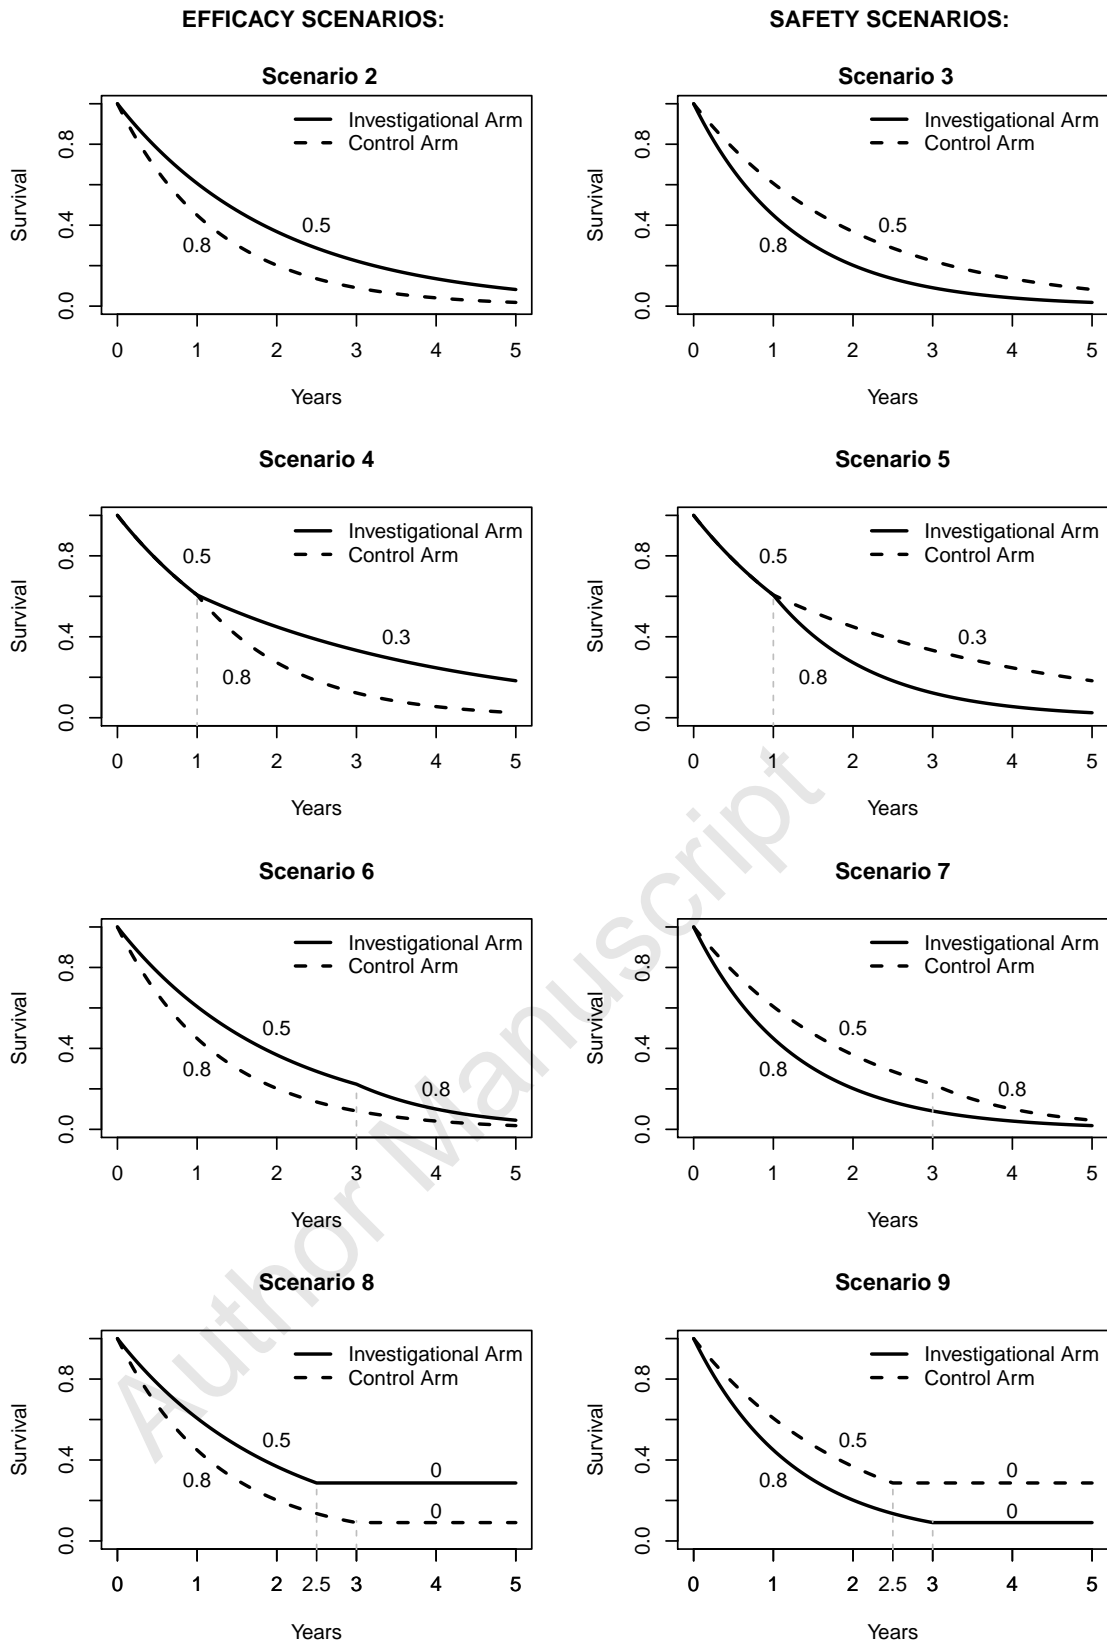 EFFICACY SCENARIOS:
SAFETY SCENARIOS:
Scenario 2
Investigational Arm
Control Arm
Survival
0.8
0.4
0.0
0.5
0.8
0 1 2 3 4 5
Years
Scenario 3
Investigational Arm
Control Arm
Survival
0.8
0.4
0.0
0.5
0.8
0 1 2 3 4 5
Years
Scenario 4
Investigational Arm
Control Arm
Survival
0.8
0.4
0.0
0.5
0.3
0.8
0 1 2 3 4 5
Years
Scenario 5
Investigational Arm
Control Arm
Survival
0.8
0.4
0.0
0.5
0.3
0.8
0 1 2 3 4 5
Years
Scenario 6
Investigational Arm
Control Arm
Survival
0.8
0.4
0.0
0.5
0.8
0.8
0 1 2 3 4 5
Years
Scenario 7
Investigational Arm
Control Arm
Survival
0.8
0.4
0.0
0.5
0.8
0.8
0 1 2 3 4 5
Years
Scenario 8
Investigational Arm
Control Arm
Survival
0.8
0.4
0.0
0.5
0.8
0
0
0 1 2 2.5 3 4 5
Years
Scenario 9
Investigational Arm
Control Arm
Survival
0.8
0.4
0.0
0.5
0.8
0
0
0 1 2 2.5 3 4 5
Years
Author Manuscript